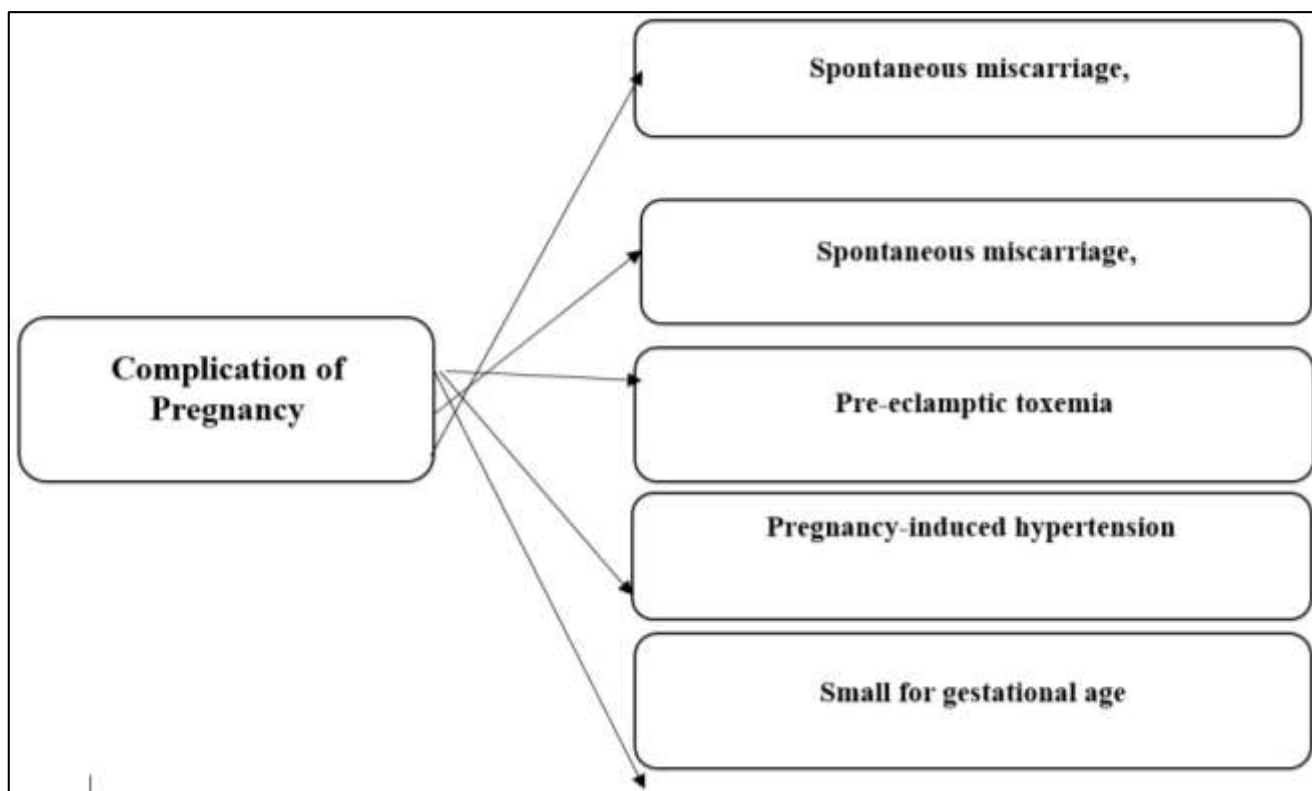 Spontaneous miscarriage,
Spontaneous miscarriage,
Complication of
Pregnancy
Pre-eclamptic toxemia
Pregnancy-induced hypertension
Small for gestational age